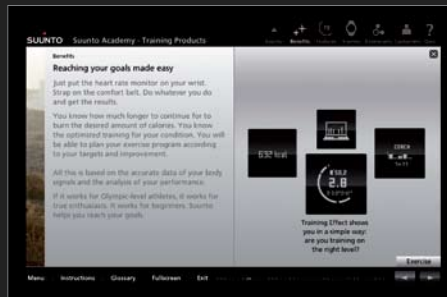 SUUNTO Suunto Academy - Training Products
Benefits
Benefits
Reaching your goals made easy
Just put the heart rate monitor on your wrist.
Strap on the comfort belt. Do whatever you do
and get the results.
You know how much longer to continue for to
burn the desired amount of calories. You know
the optimized training for your condition. You will
be able to plan your exercise program according
to your targets and improvement.
All this is based on the accurate data of your body
signals and the analysis of your performance.
If it works for Olympic-level athletes, it works for
true enthusiasts. It works for beginners. Suunto
helps you reach your goals.
632 kcal
2.8
COACH
Training Effect shows
you in a simple way:
are you training on
the right level?
Exercise
Menu Instructions Glossary Fullscreen Exit